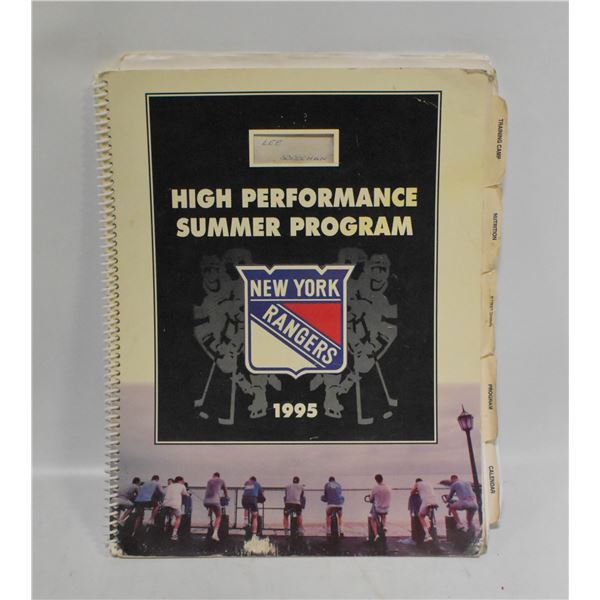 LEE
HIGH PERFORMANCE
SUMMER PROGRAM
NEW YORK
RANGERS
1995
TRAINING CAMP
NUTRITION
PROGRAM
CALENDAR